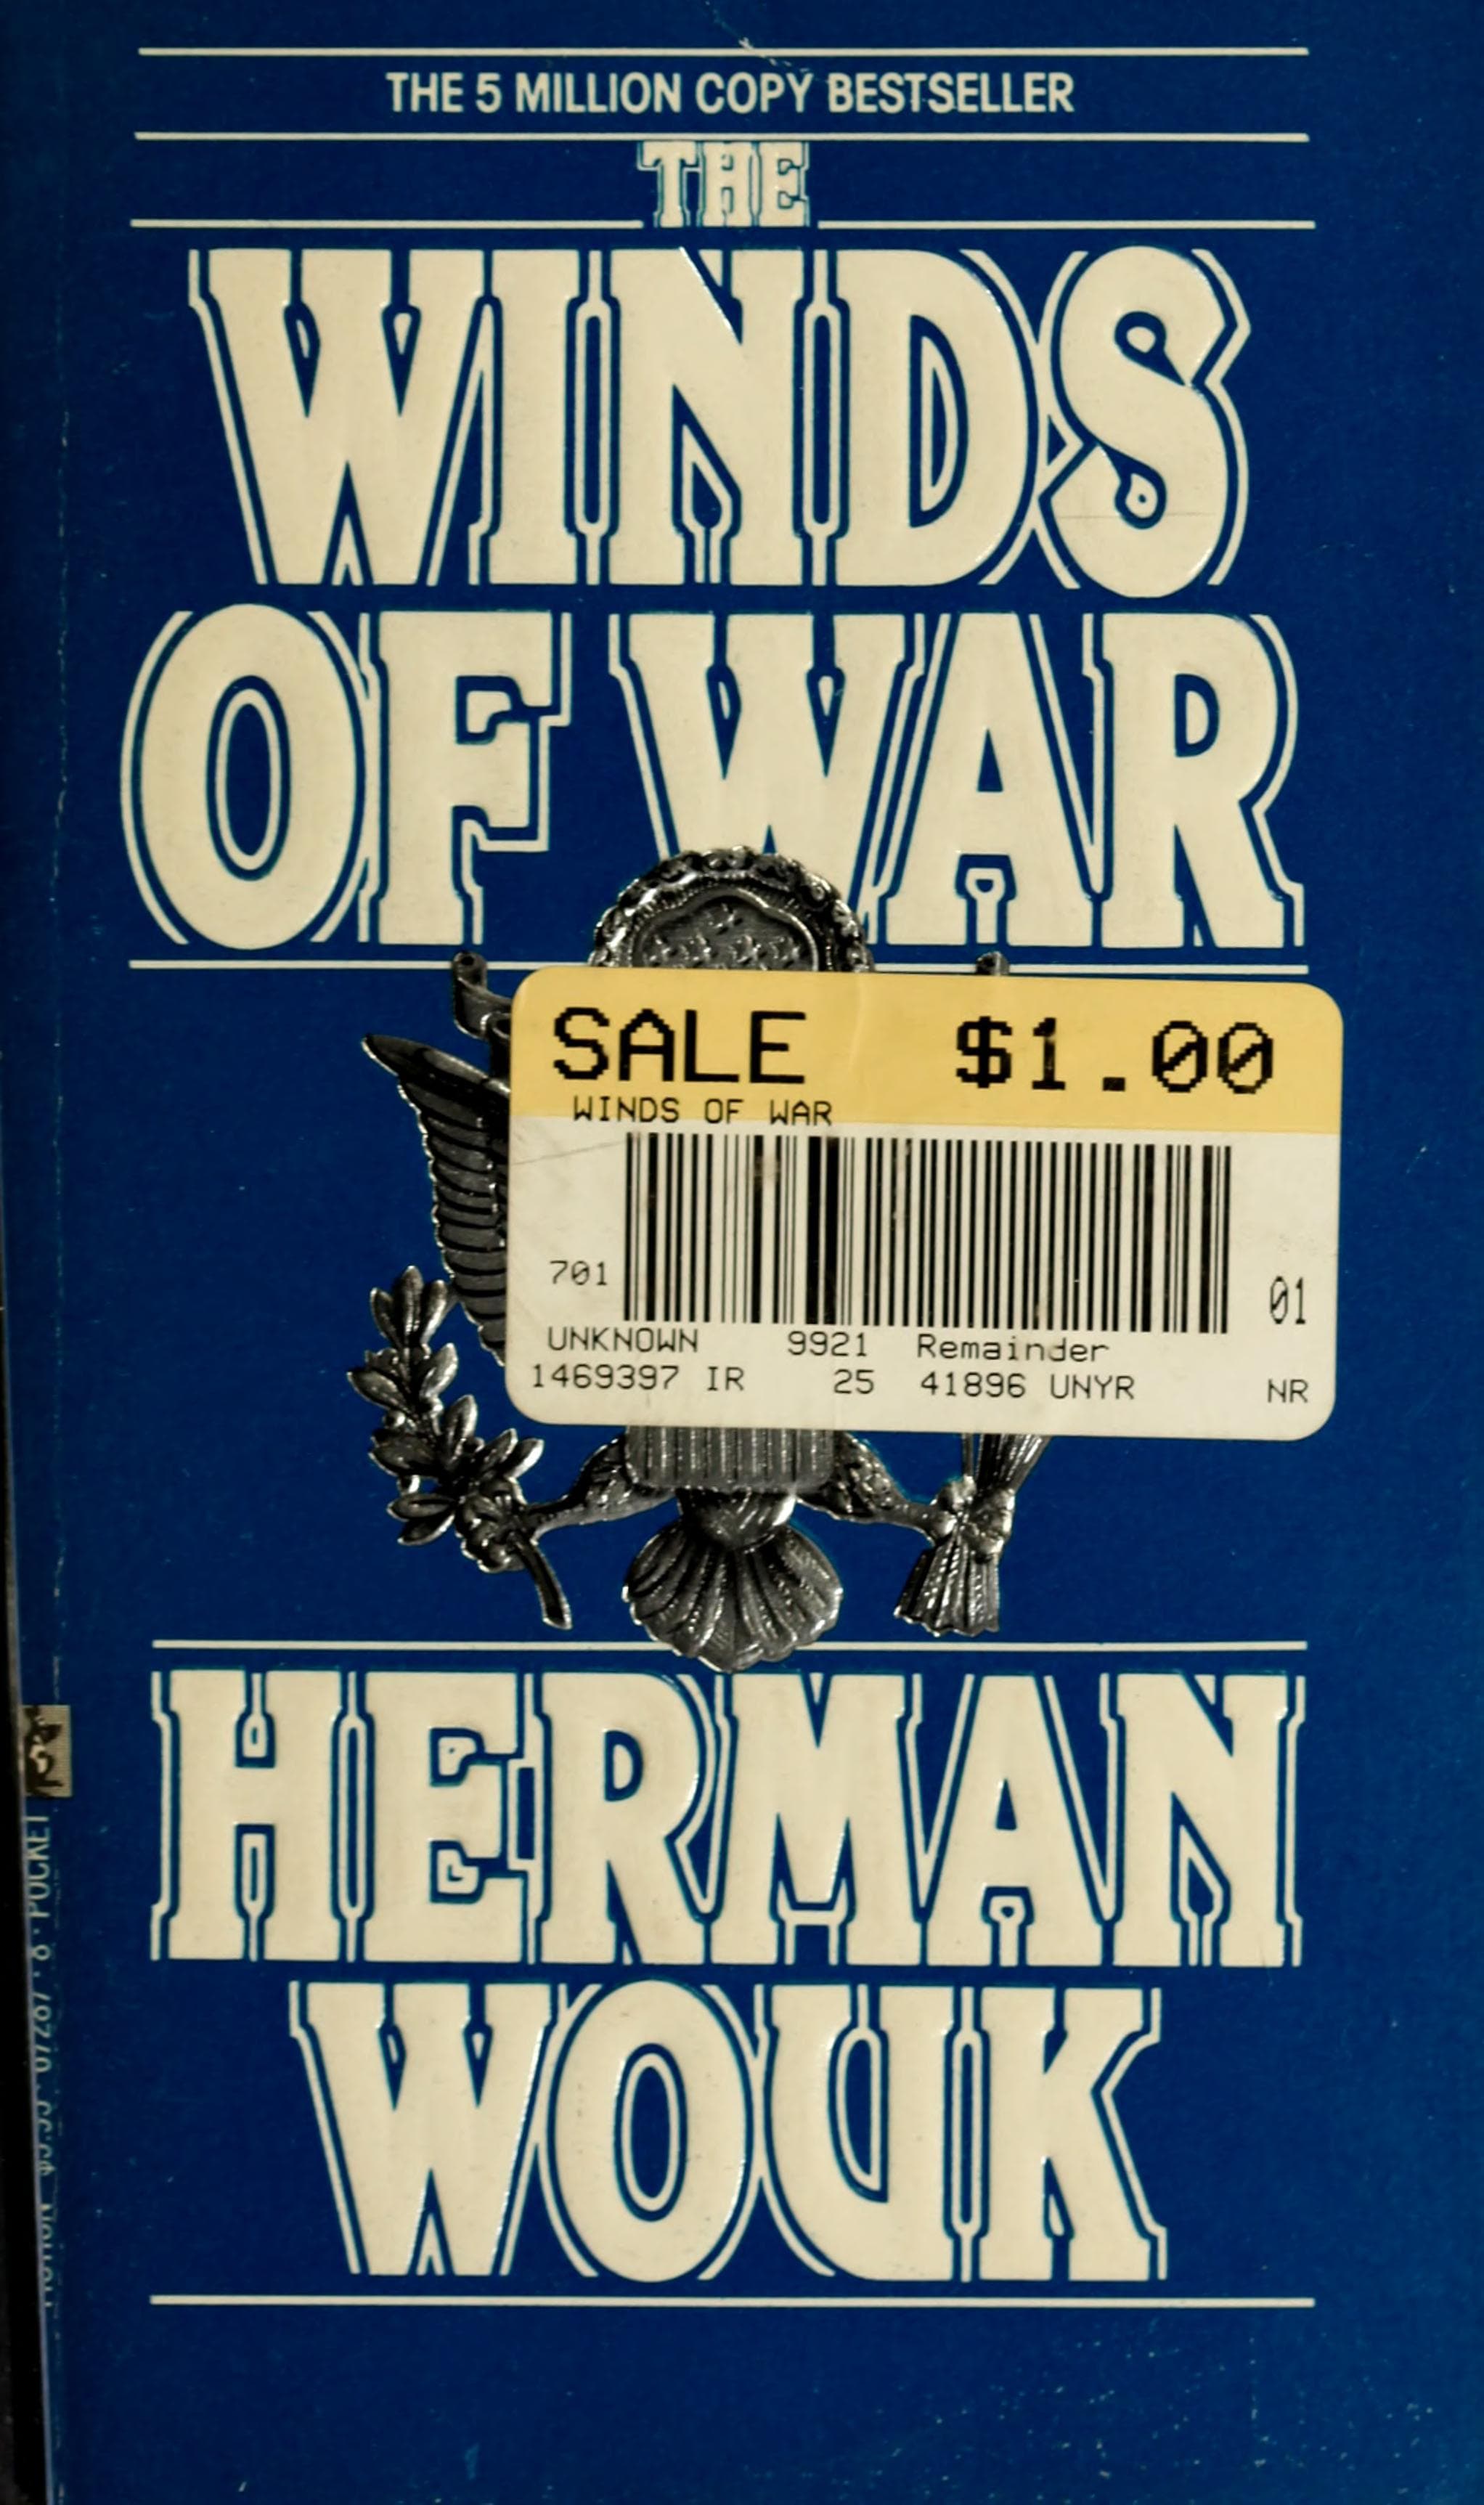 THE 5 MILLION COPY BESTSELLER
THE
WINDS
OF WAR
SALE $1.00
WINDS OF WAR
701
01
UNKNOWN 9921 Remainder
1469397 IR 25 41896 UNYR NR
HERMAN
WOUK
POCKET